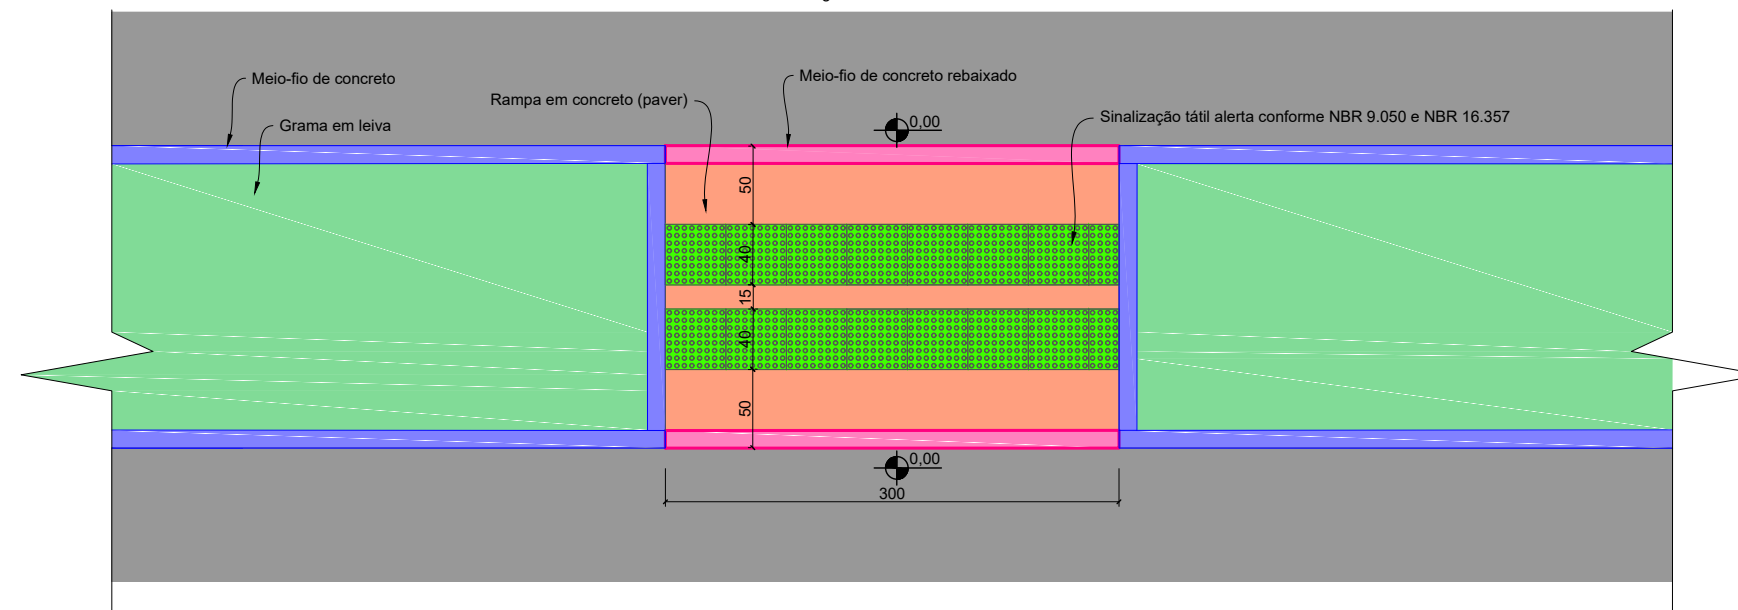 Meio-fio de concreto
Meio-fio de concreto rebaixado
Rampa em concreto (paver)
Grama em leiva
Sinalização tátil alerta conforme NBR 9.050 e NBR 16.357
0,00
50
40
15
40
50
0,00
300